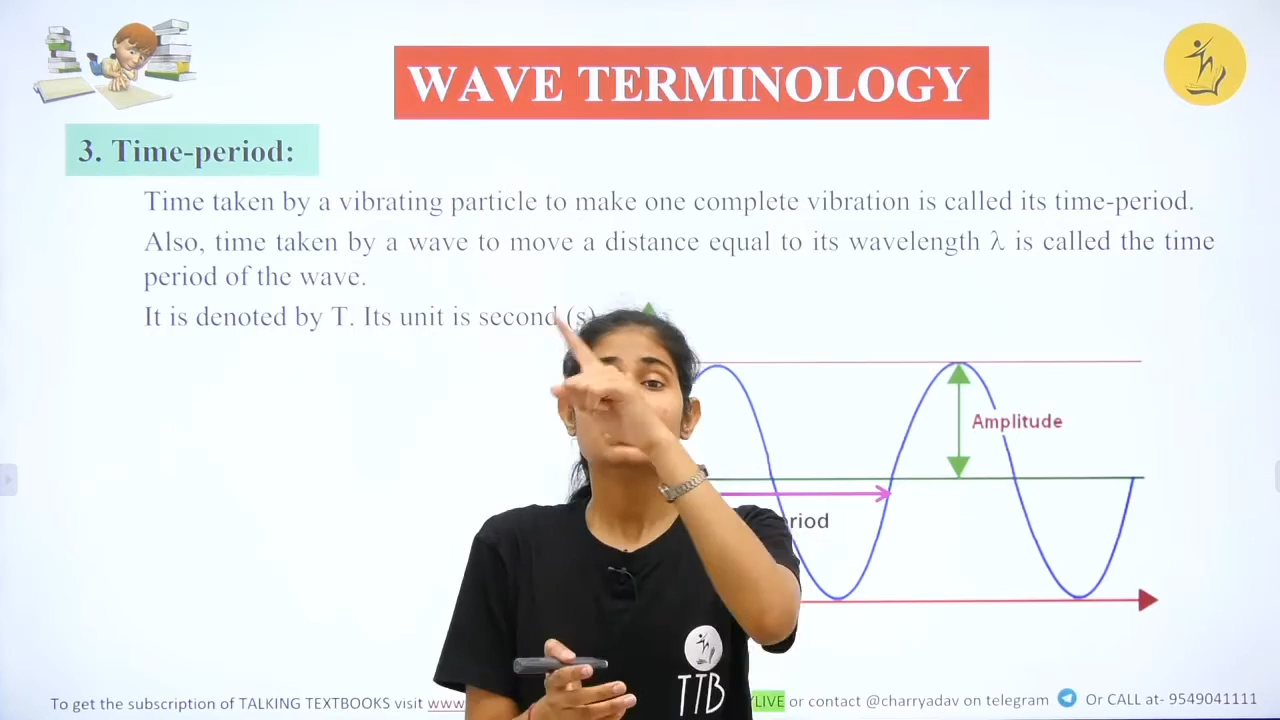 WAVE TERMINOLOGY
3. Time-period:
Time taken by a vibrating particle to make one complete vibration is called its time-period.
Also, time taken by a wave to move a distance equal to its wavelength λ is called the time
period of the wave.
It is denoted by T. Its unit is second (s)
Amplitude
TTB
To get the subscription of TALKING TEXTBOOKS visit www
LIVE or contact @charryadav on telegram Or CALL at- 9549041111